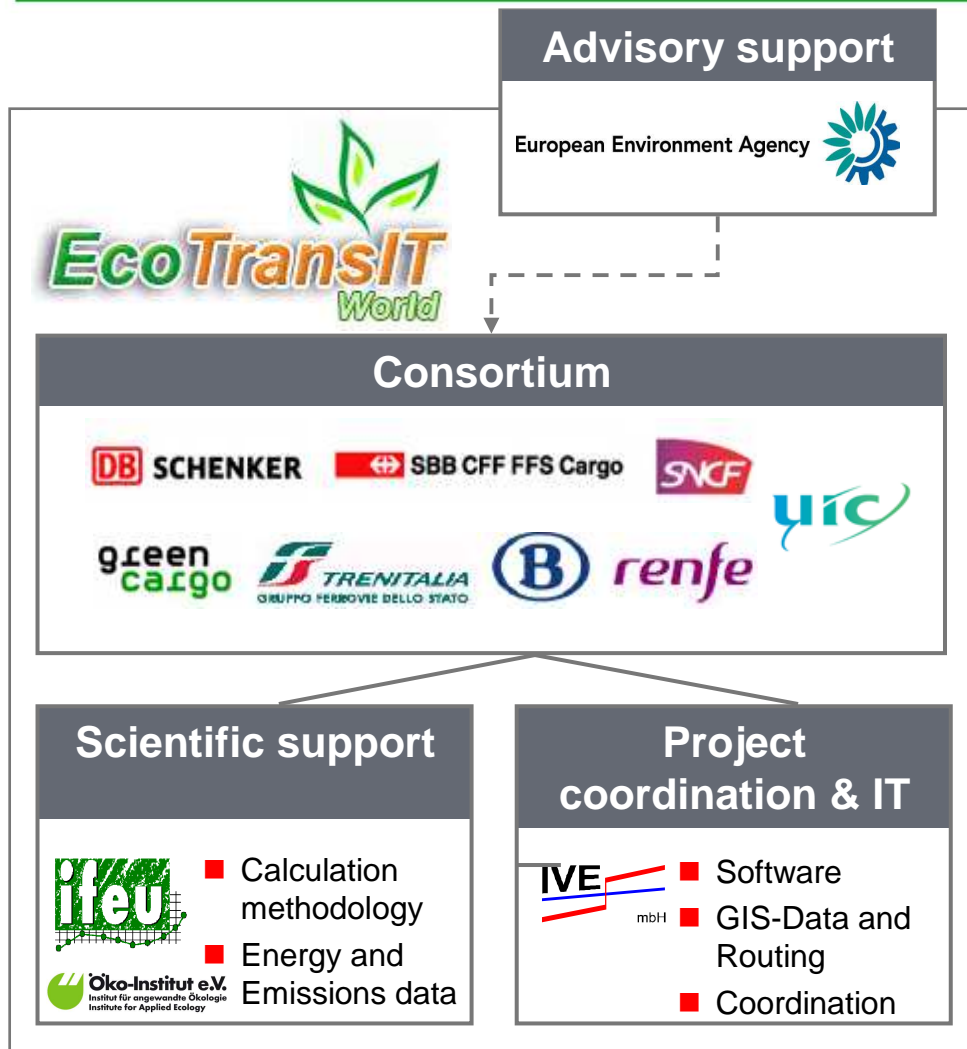 Advisory support
European Environment Agency
EcoTransIT
World
Consortium
DB SCHENKER
SBB CFF FFS Cargo
SNCF
uic
green
cargo
TRENITALIA
GRUPPO FERROVIE DELLO STATO
B
renfe
Scientific support
ifeu
Calculation
methodology
Energy and
Emissions data
Öko-Institut e.V.
Institut für angewandte Ökologie
Institute for Applied Ecology
Project
coordination & IT
IVE
mbH
Software
GIS-Data and
Routing
Coordination